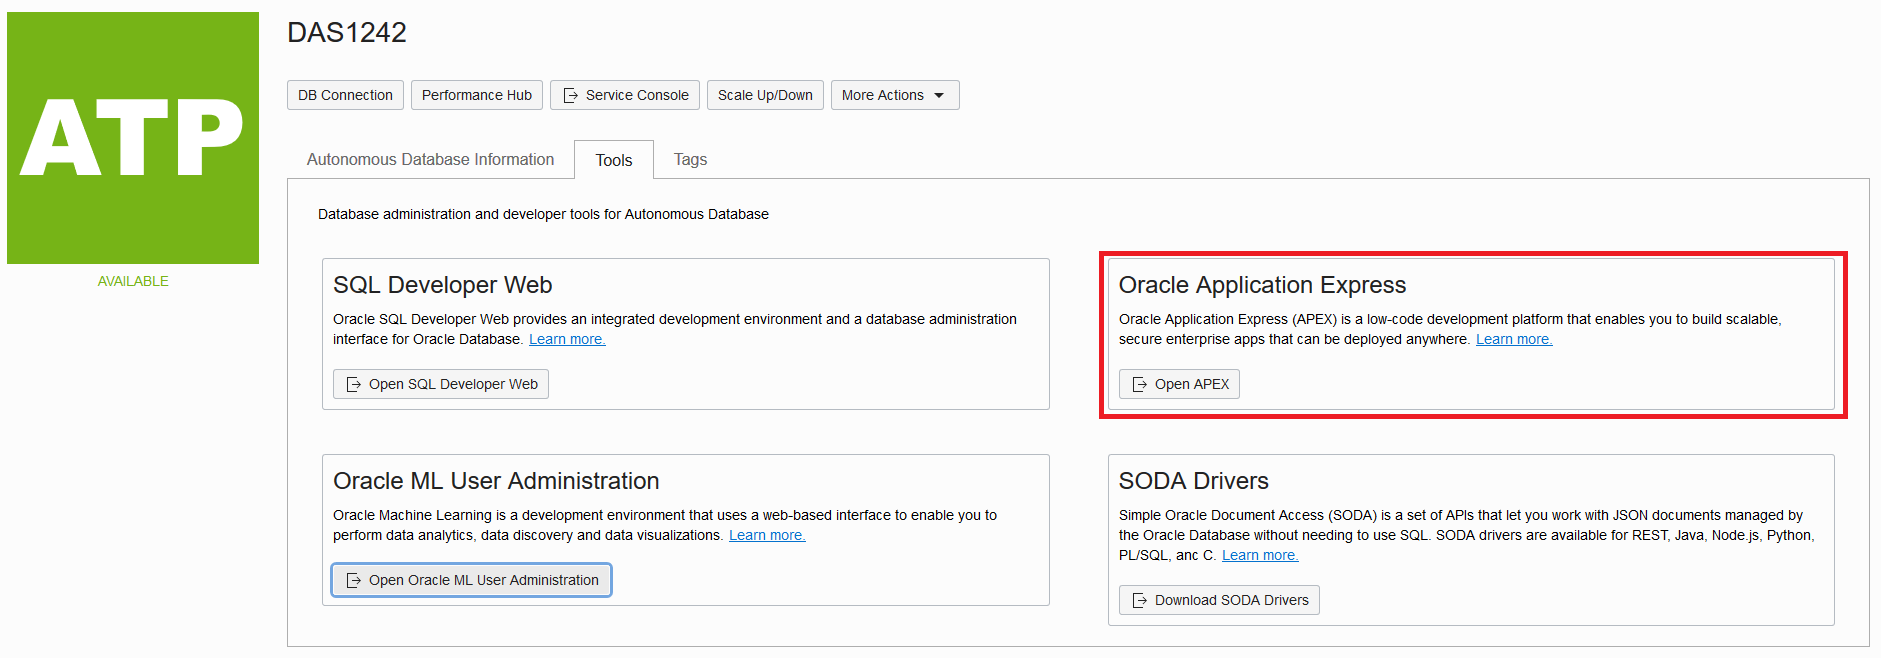 ATP
AVAILABLE
DAS1242
DB Connection
Performance Hub
Service Console
Scale Up/Down
More Actions
Autonomous Database Information
Tools
Tags
Database administration and developer tools for Autonomous Database
SQL Developer Web
Oracle SQL Developer Web provides an integrated development environment and a database administration
interface for Oracle Database. Learn more.
Open SQL Developer Web
Oracle Application Express
Oracle Application Express (APEX) is a low-code development platform that enables you to build scalable,
secure enterprise apps that can be deployed anywhere. Learn more.
Open APEX
Oracle ML User Administration
Oracle Machine Learning is a development environment that uses a web-based interface to enable you to
perform data analytics, data discovery and data visualizations. Learn more.
Open Oracle ML User Administration
SODA Drivers
Simple Oracle Document Access (SODA) is a set of APIs that let you work with JSON documents managed by
the Oracle Database without needing to use SQL. SODA drivers are available for REST, Java, Node.js, Python,
PL/SQL, anc C. Learn more.
Download SODA Drivers